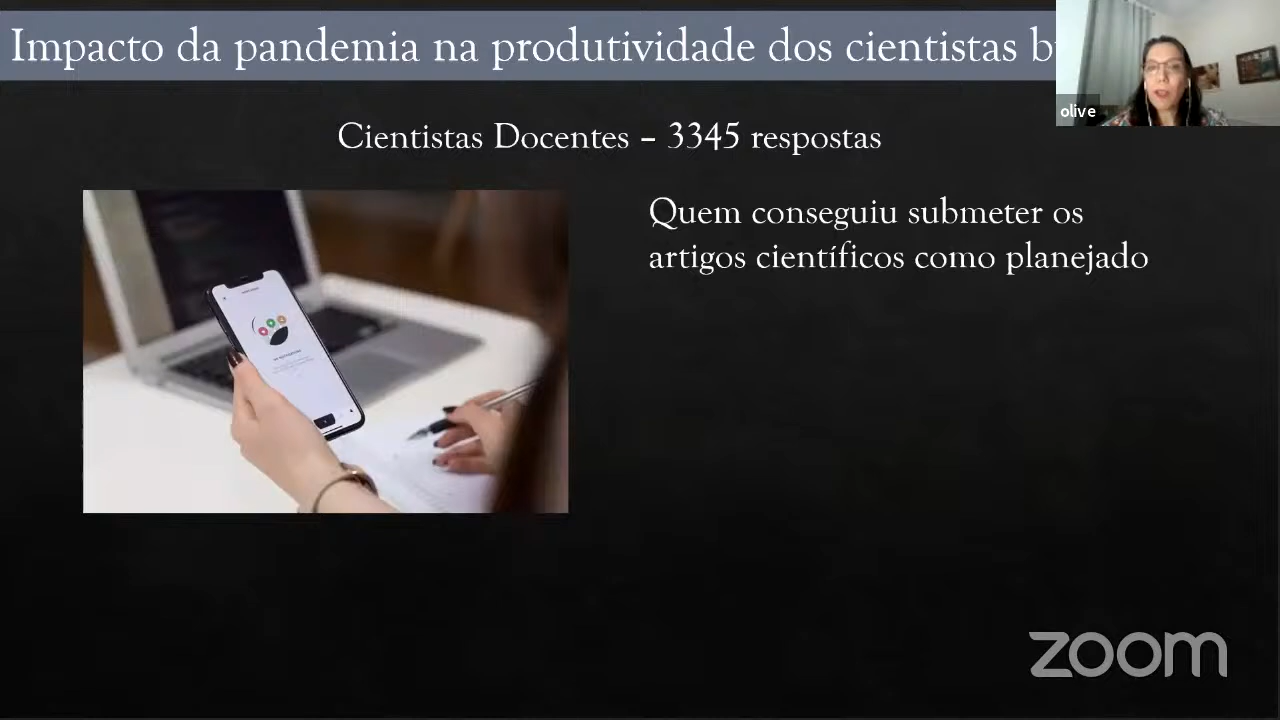 Impacto da pandemia na produtividade dos cientistas
olive
Cientistas Docentes – 3345 respostas
Quem conseguiu submeter os
artigos científicos como planejado
zoom